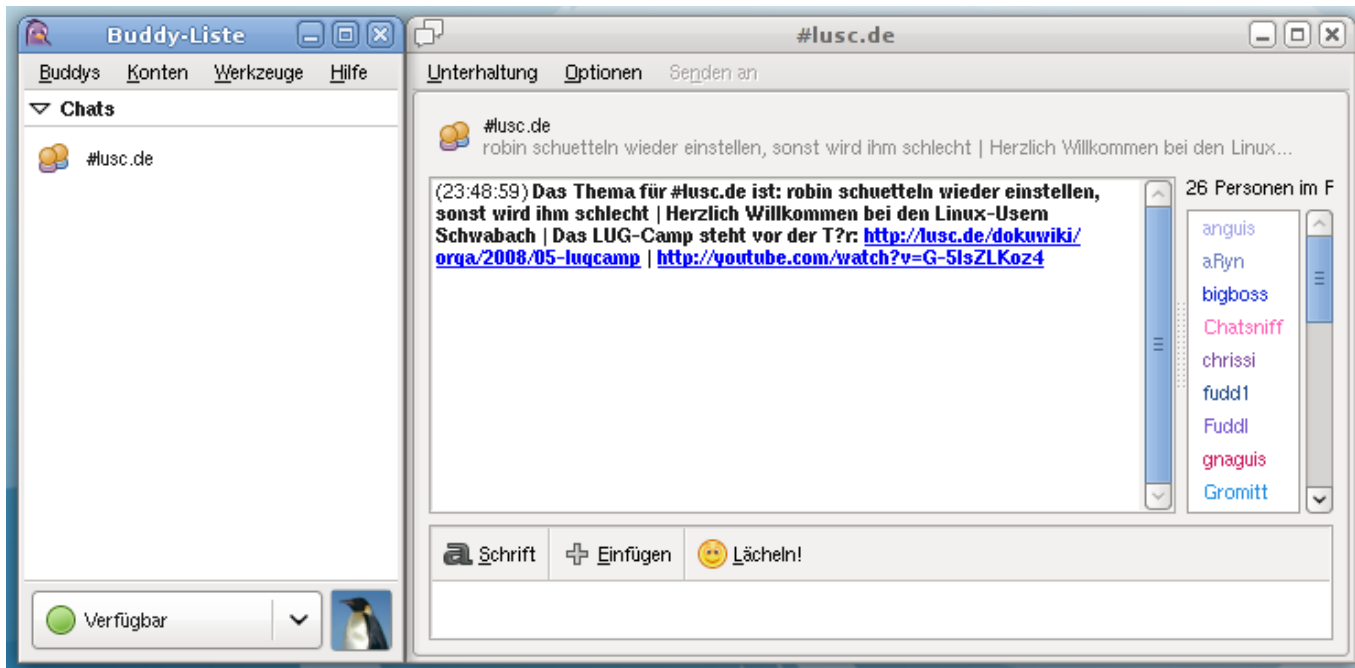 Buddy-Liste
Buddys Konten Werkzeuge Hilfe
Chats
#lusc.de
Verfügbar
#lusc.de
Unterhaltung Optionen Senden an
#lusc.de
robin schuetteln wieder einstellen, sonst wird ihm schlecht | Herzlich Willkommen bei den Linux...
(23:48:59) Das Thema für #lusc.de ist: robin schuetteln wieder einstellen,
sonst wird ihm schlecht | Herzlich Willkommen bei den Linux-Usern
Schwabach | Das LUG-Camp steht vor der T?r: http://lusc.de/dokuwiki/
orga/2008/05-lugcamp | http://youtube.com/watch?v=G-5IsZLKoz4
26 Personen im F
anguis
aRyn
bigboss
Chatsniff
chrissi
fudd1
Fuddl
gnaguis
Gromitt
Schrift Einfügen Lächeln!